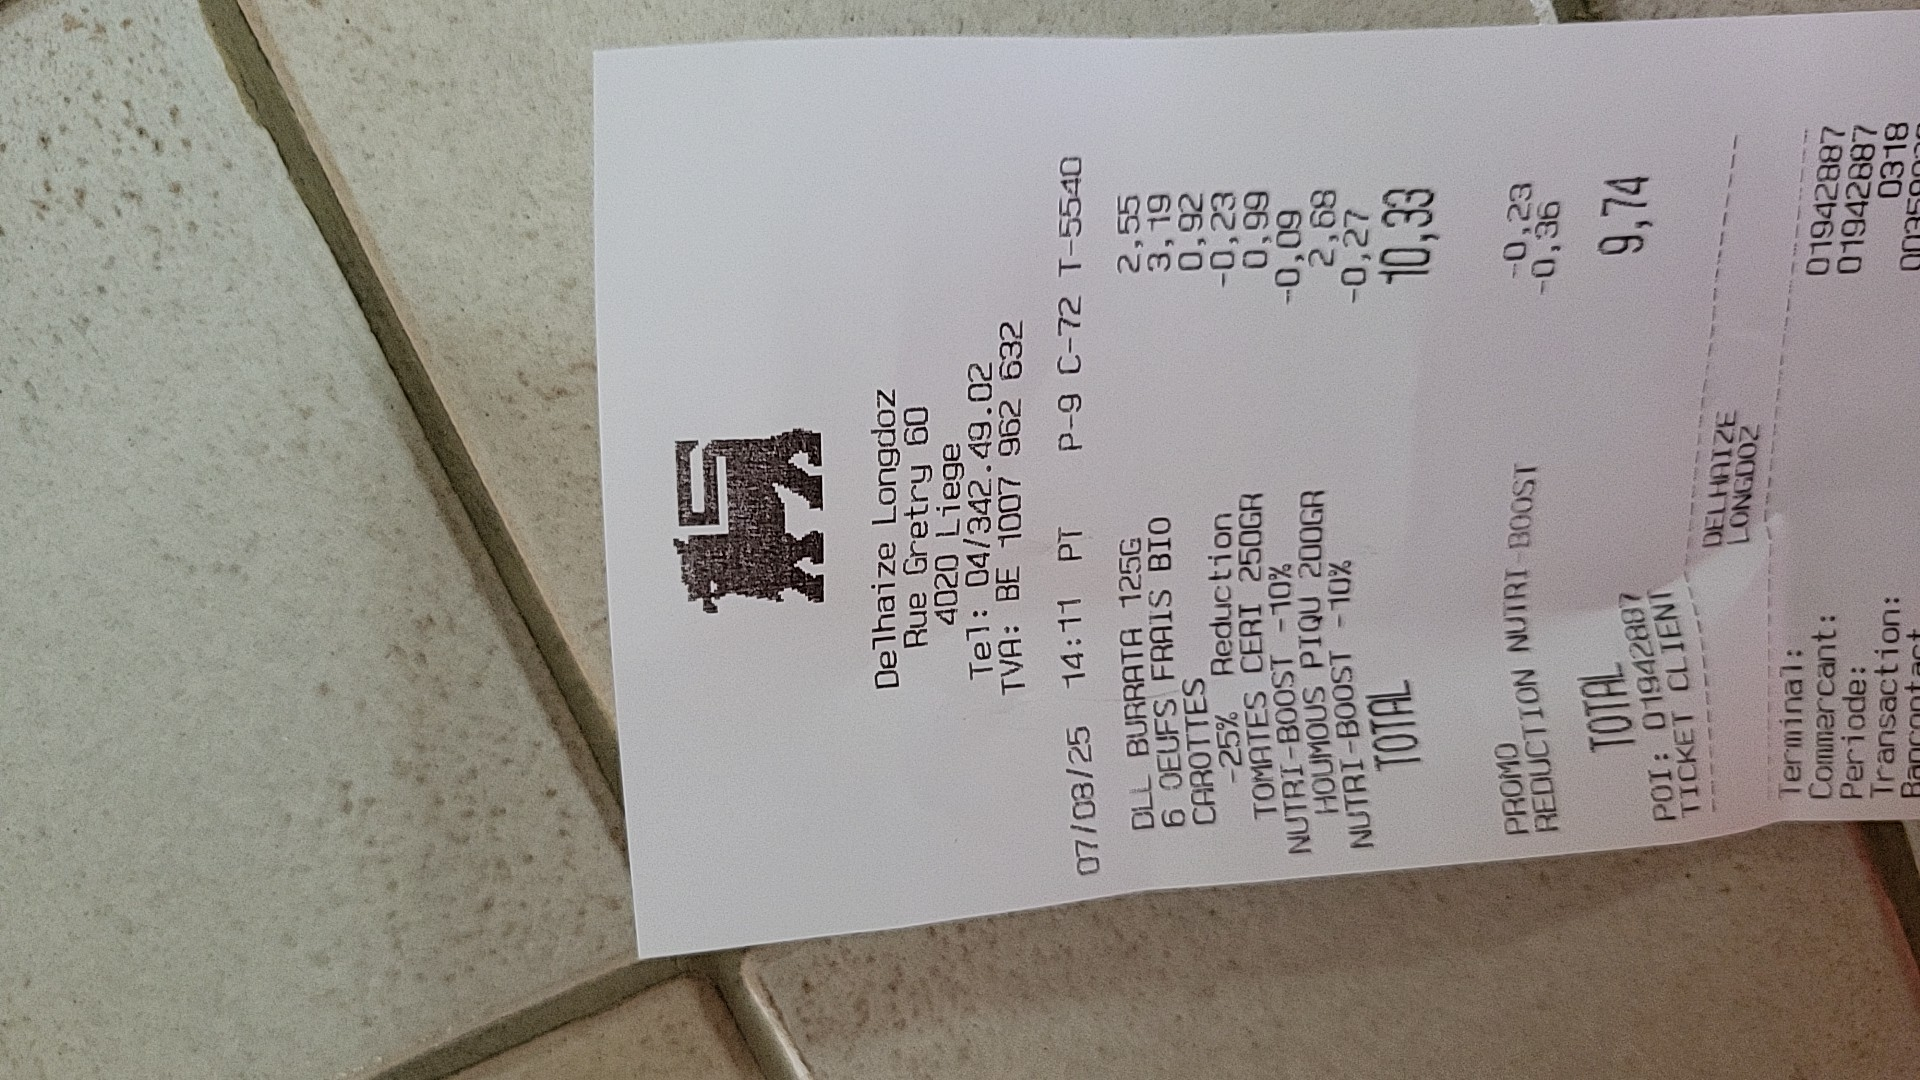 Delhaize Longdoz
Rue Gretry 60
4020 Liege
Tel: 04/342.49.02
TVA: BE 1007 962 632
07/08/25 14:11 PT P-9 C-72 T-5540
DLL BURRATA 125G 2,55
6 OEUFS FRAIS BIO 3,19
CAROTTES 0,92
-25% Reduction -0,23
TOMATES CERI 250GR 0,99
NUTRI-BOOST -10% -0,09
HOUMOUS PIQU 200GR 2,68
NUTRI-BOOST -10% -0,27
TOTAL 10,33
PROMO -0,23
REDUCTION NUTRI-BOOST -0,36
TOTAL 9,74
POI: 01942887
TICKET CLIENT
DELHAIZE
LONGDOZ
Terminal: 01942887
Commercant: 01942887
Periode: 0318
Transaction:
Bancontact